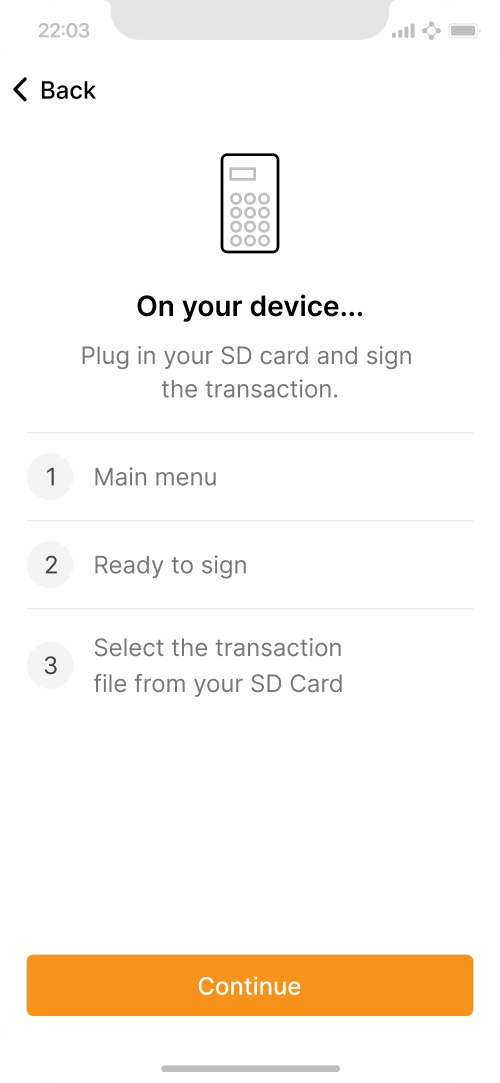 22:03
Back
On your device...
Plug in your SD card and sign
the transaction.
1 Main menu
2 Ready to sign
3 Select the transaction
file from your SD Card
Continue